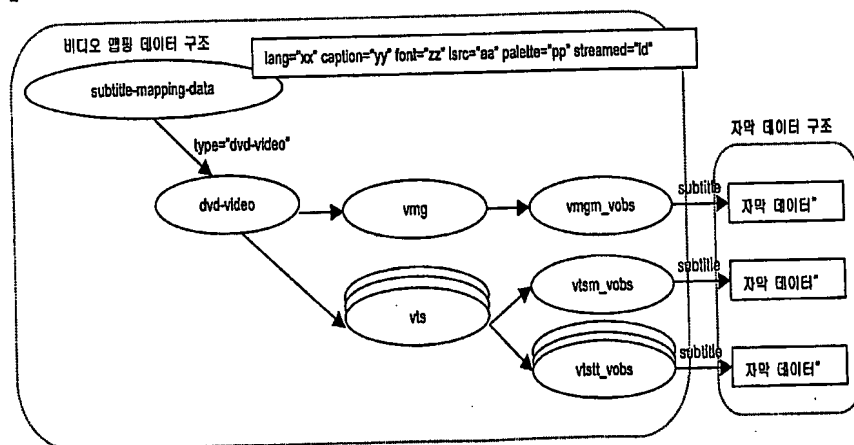 비디오 맵핑 데이터 구조
lang="xx" caption="yy" font="zz" lsrc="aa" palette="pp" streamed="id"
subtitle-mapping-data
자막 데이터 구조
type="dvd-video"
dvd-video
vmg
vmgm_vobs
subtitle
자막 데이터"
vts
vtsm_vobs
subtitle
자막 데이터"
vtstt_vobs
subtitle
자막 데이터"